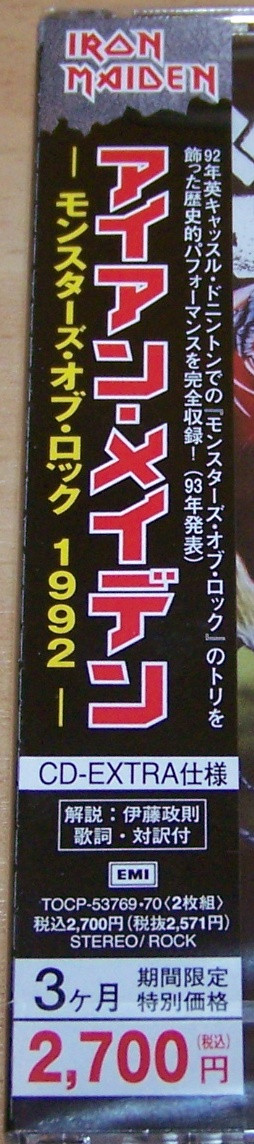 IRON
MAIDEN
92年英キャッスル・ドニントンでの『モンスターズ・オブ・ロック』のトリを
飾った歴史的パフォーマンスを完全収録！（93年発表）
アイアン・メイデン
—モンスターズ・オブ・ロック 1992—
CD-EXTRA仕様
解説：伊藤政則
歌詞・対訳付
EMI
TOCP-53769・70〈2枚組〉
税込2,700円（税抜2,571円）
STEREO/ROCK
3ヶ月 期間限定
特別価格
2,700円（税込）